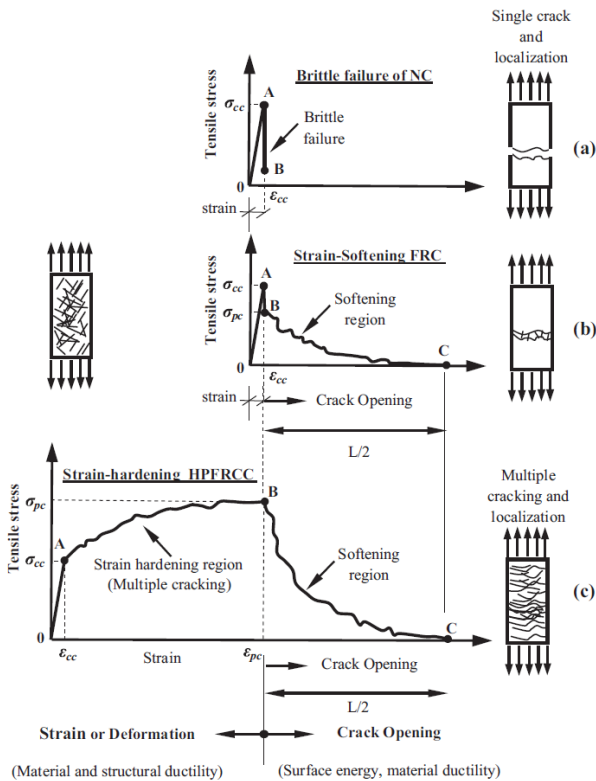 Single crack
and
localization
Brittle failure of NC
Tensile stress
σcc
A
Brittle
failure
B
0
εcc
strain
(a)
Strain-Softening FRC
Tensile stress
σcc
A
σpc
B
Softening
region
C
0
εcc
strain
Crack Opening
L/2
(b)
Strain-hardening HPFRCC
Tensile stress
σpc
B
σcc
A
Strain hardening region
(Multiple cracking)
Softening
region
C
0
εcc
Strain
εpc
Crack Opening
L/2
Multiple
cracking and
localization
(c)
Strain or Deformation
Crack Opening
(Material and structural ductility)
(Surface energy, material ductility)